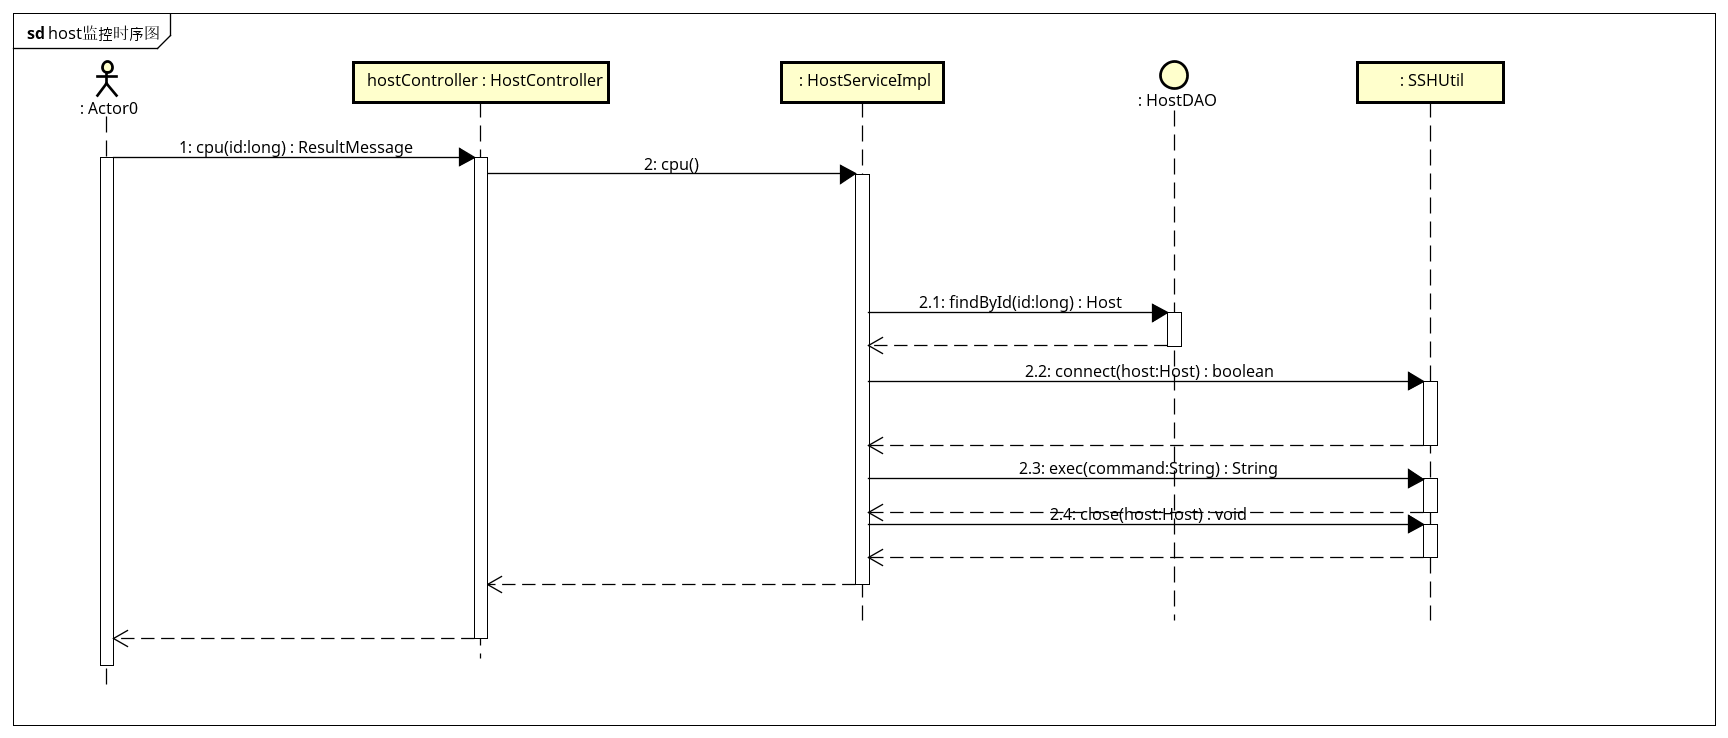 sd host监控时序图
: Actor0
hostController : HostController
: HostServiceImpl
: HostDAO
: SSHUtil
1: cpu(id:long) : ResultMessage
2: cpu()
2.1: findById(id:long) : Host
2.2: connect(host:Host) : boolean
2.3: exec(command:String) : String
2.4: close(host:Host) : void